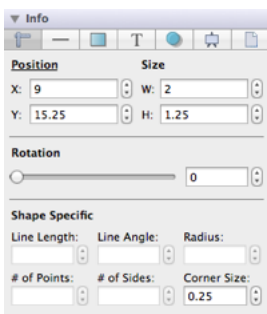 Info
T
Position Size
X: 9 W: 2
Y: 15.25 H: 1.25
Rotation
0
Shape Specific
Line Length: Line Angle: Radius:
# of Points: # of Sides: Corner Size:
0.25